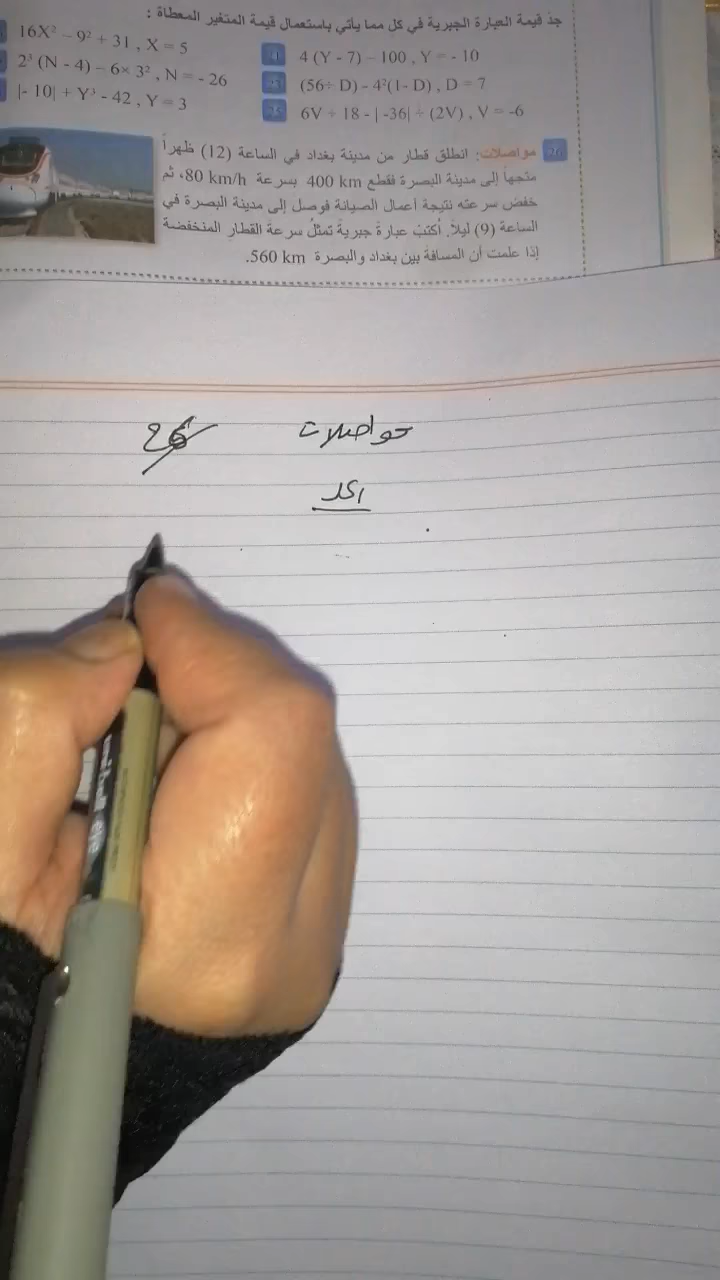 جد قيمة العبارة الجبرية في كل مما يأتي باستعمال قيمة المتغير المعطاة :
16X² – 9² + 31 , X = 5
4 (Y - 7) – 100 , Y = - 10
2³ (N - 4) – 6× 3² , N = - 26
(56÷ D) – 4²(1- D) , D = 7
|- 10| + Y³ - 42 , Y = 3
25 6V ÷ 18 - | -36| ÷ (2V) , V = -6
26 مواصلات: انطلق قطار من مدينة بغداد في الساعة (12) ظهراً
متجهاً إلى مدينة البصرة فقطع 400 km بسرعة 80 km/h، ثم
خفض سرعته نتيجة أعمال الصيانة فوصل إلى مدينة البصرة في
الساعة (9) ليلاً. أكتب عبارة جبرية تمثل سرعة القطار المنخفضة
إذا علمت أن المسافة بين بغداد والبصرة 560 km.
مواصلات
الحل
uni-ball eye